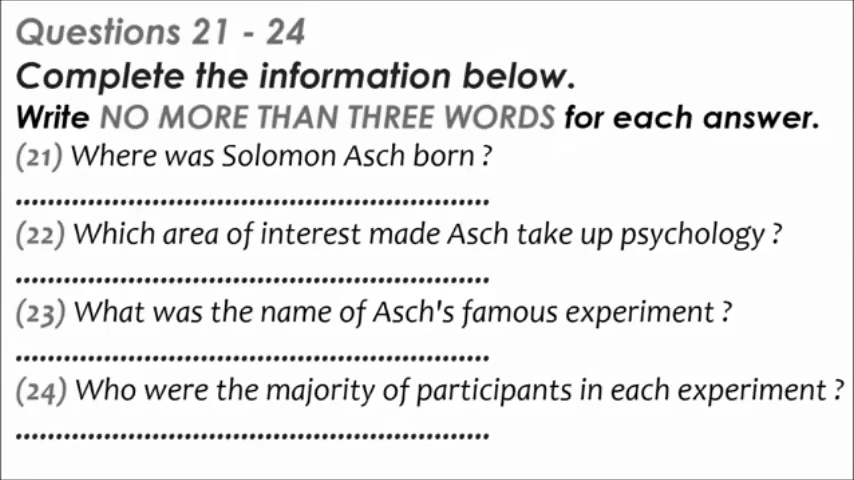 Questions 21 - 24
Complete the information below.
Write NO MORE THAN THREE WORDS for each answer.
(21) Where was Solomon Asch born ?
............................................................
(22) Which area of interest made Asch take up psychology ?
............................................................
(23) What was the name of Asch's famous experiment ?
............................................................
(24) Who were the majority of participants in each experiment ?
............................................................